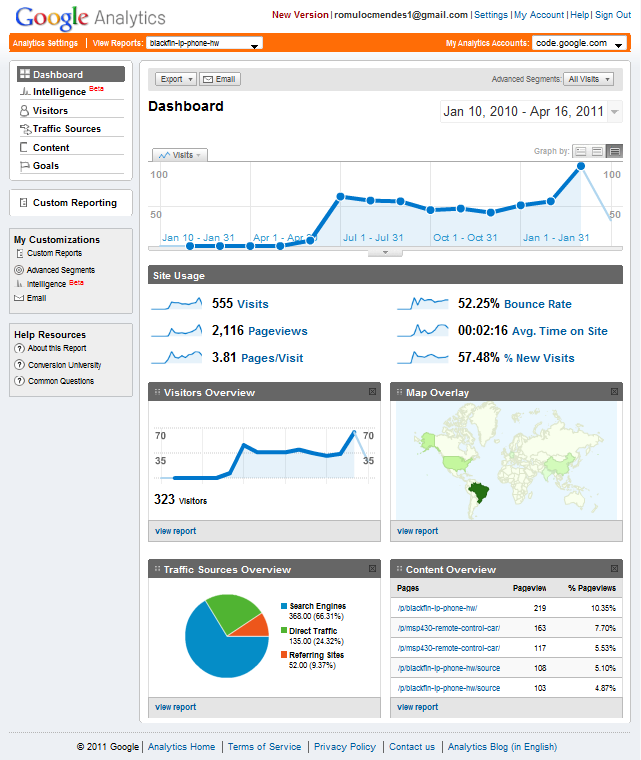 Google Analytics
New Version | romulocmendes1@gmail.com | Settings | My Account | Help | Sign Out
Analytics Settings | View Reports: blackfin-ip-phone-hw
My Analytics Accounts: code.google.com
Dashboard
Intelligence Beta
Visitors
Traffic Sources
Content
Goals
Custom Reporting
My Customizations
Custom Reports
Advanced Segments
Intelligence Beta
Email
Help Resources
About this Report
Conversion University
Common Questions
Export Email
Advanced Segments: All Visits
Dashboard
Jan 10, 2010 - Apr 16, 2011
Visits
Graph by:
100 100
50 50
Jan 10 - Jan 31 Apr 1 - Apr 30 Jul 1 - Jul 31 Oct 1 - Oct 31 Jan 1 - Jan 31
Site Usage
555 Visits
52.25% Bounce Rate
2,116 Pageviews
00:02:16 Avg. Time on Site
3.81 Pages/Visit
57.48% % New Visits
Visitors Overview
70 70
35 35
323 Visitors
view report
Map Overlay
view report
Traffic Sources Overview
Search Engines
368.00 (66.31%)
Direct Traffic
135.00 (24.32%)
Referring Sites
52.00 (9.37%)
view report
Content Overview
Pages Pageview % Pageviews
/p/blackfin-ip-phone-hw/ 219 10.35%
/p/msp430-remote-control-car/ 163 7.70%
/p/msp430-remote-control-car/ 117 5.53%
/p/blackfin-ip-phone-hw/source 108 5.10%
/p/blackfin-ip-phone-hw/source 103 4.87%
view report
© 2011 Google | Analytics Home | Terms of Service | Privacy Policy | Contact us | Analytics Blog (in English)